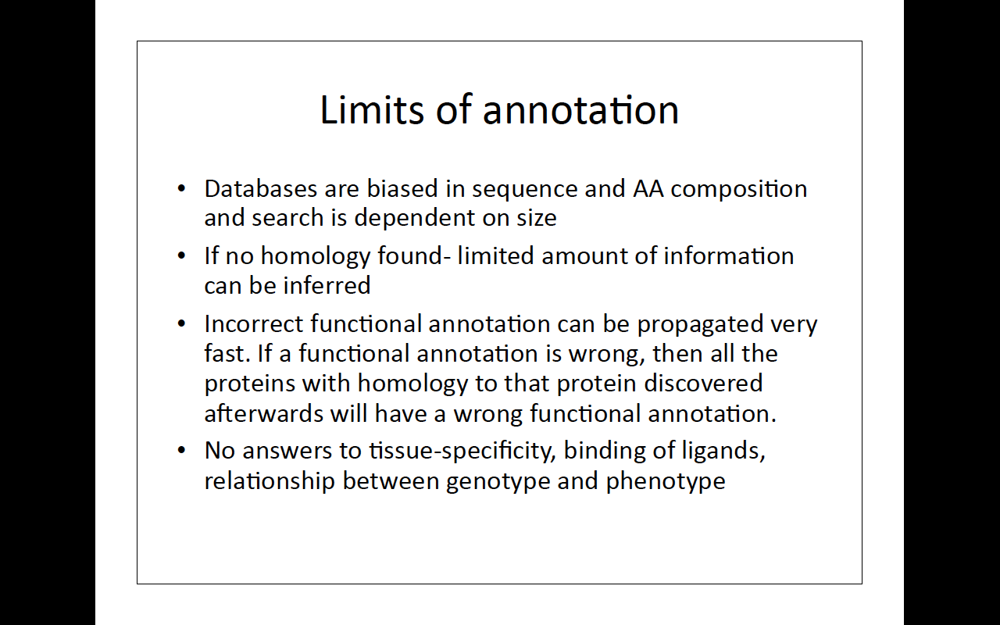 Limits of annotation
• Databases are biased in sequence and AA composition
and search is dependent on size
• If no homology found- limited amount of information
can be inferred
• Incorrect functional annotation can be propagated very
fast. If a functional annotation is wrong, then all the
proteins with homology to that protein discovered
afterwards will have a wrong functional annotation.
• No answers to tissue-specificity, binding of ligands,
relationship between genotype and phenotype